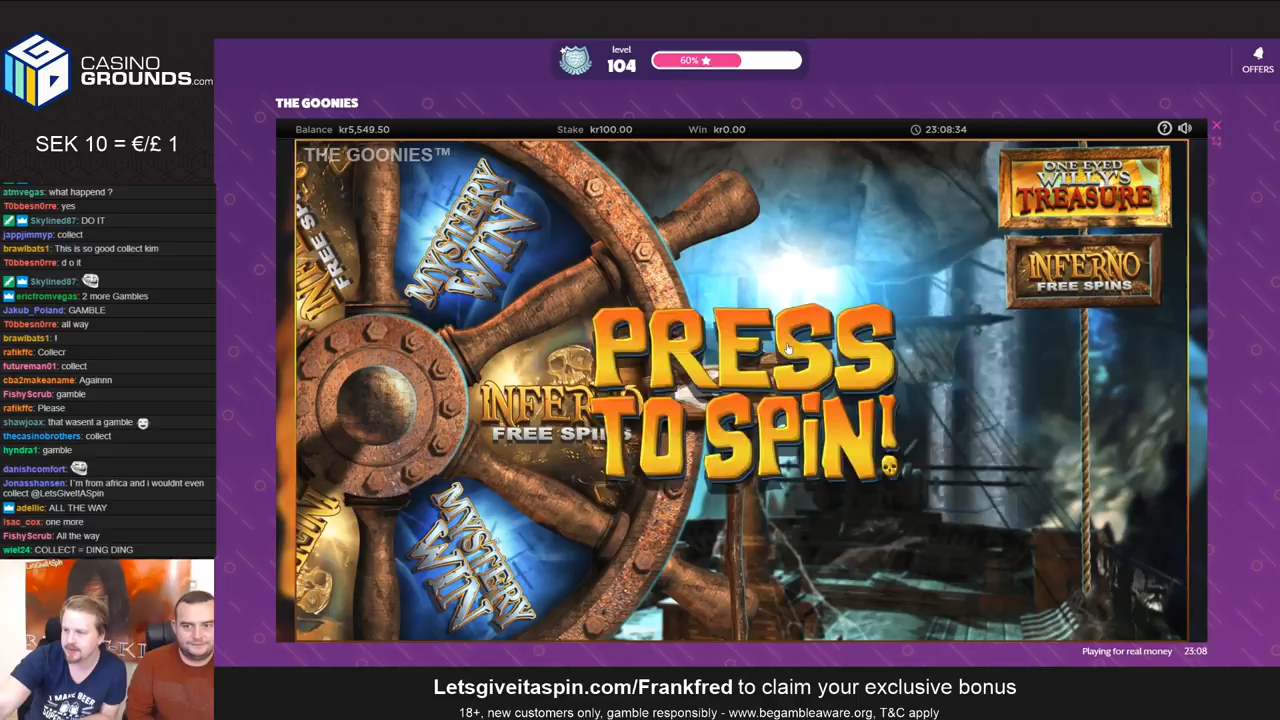 CASINO
GROUNDS.com
SEK 10 = €/£ 1
atmvegas: what happend ?
T0bbesn0rre: yes
Skylined87: DO IT
jappjimmyp: collect
brawlbats1: This is so good collect kim
T0bbesn0rre: d o it
Skylined87:
ericfromvegas: 2 more Gambles
Jakub_Poland: GAMBLE
T0bbesn0rre: all way
brawlbats1: !
rafikffc: Collecr
futureman01: collect
cba2makeaname: Againnn
FishyScrub: gamble
rafikffc: Please
shawjoax: that wasent a gamble
thecasinobrothers: collect
hyndra1: gamble
danishcomfort:
Jonasshansen: I´m from africa and i wouldnt even
collect @LetsGiveItASpin
adellic: ALL THE WAY
Isac_cox: one more
FishyScrub: All the way
wiel24: COLLECT = DING DING
LetsGiveItASpin
I MAKE BEER
level
104
60%
OFFERS
THE GOONIES
Balance kr5,549.50
Stake kr100.00
Win kr0.00
23:08:34
THE GOONIES™
FREE
MYSTERY
WIN
INFERNO
FREE SPINS
MYSTERY
WIN
PRESS
TO SPiN!
ONE EYED
WILLY'S
TREASURE
INFERNO
FREE SPINS
Playing for real money 23:08
Letsgiveitaspin.com/Frankfred to claim your exclusive bonus
18+, new customers only, gamble responsibly - www.begambleaware.org, T&C apply